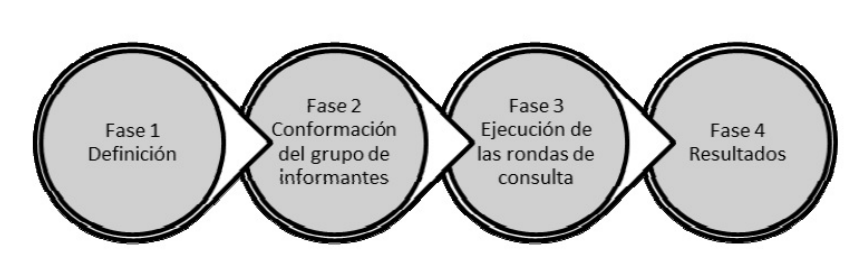 Fase 1
Definición
Fase 2
Conformación
del grupo de
informantes
Fase 3
Ejecución de
las rondas de
consulta
Fase 4
Resultados